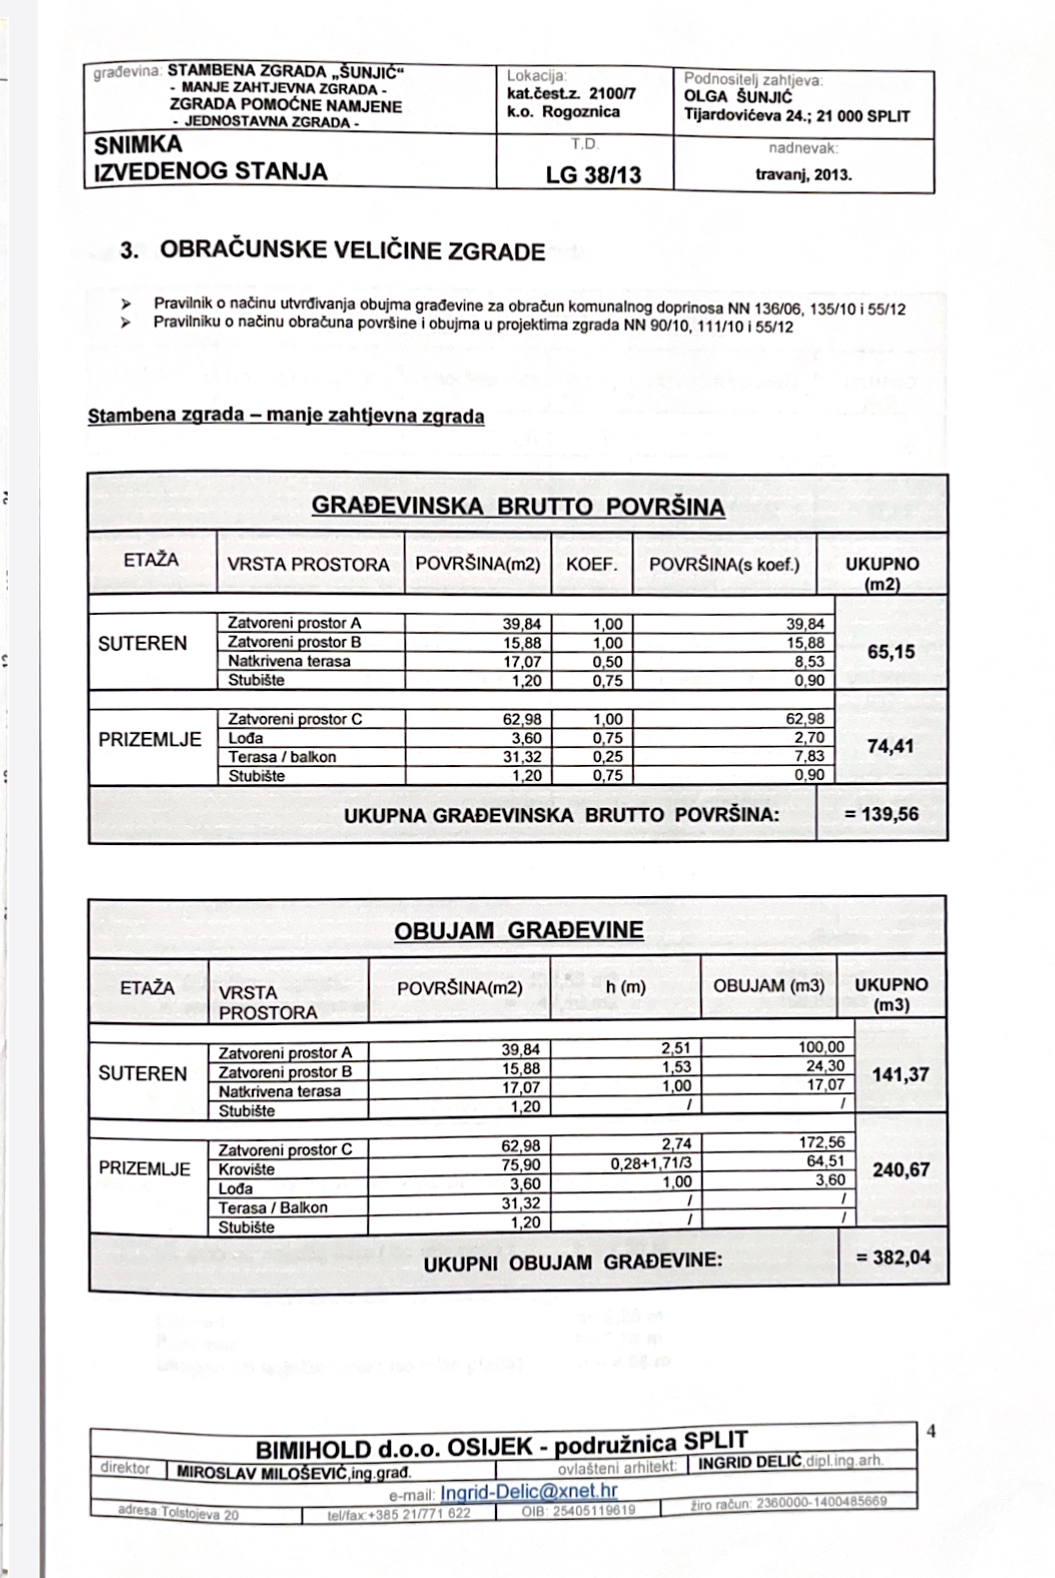 građevina: STAMBENA ZGRADA „ŠUNJIĆ“
- MANJE ZAHTJEVNA ZGRADA -
ZGRADA POMOĆNE NAMJENE
- JEDNOSTAVNA ZGRADA -
Lokacija:
kat.čest.z. 2100/7
k.o. Rogoznica
Podnositelj zahtjeva:
OLGA ŠUNJIĆ
Tijardovićeva 24.; 21 000 SPLIT
SNIMKA
IZVEDENOG STANJA
T.D.
LG 38/13
nadnevak:
travanj, 2013.
3. OBRAČUNSKE VELIČINE ZGRADE
➢ Pravilnik o načinu utvrđivanja obujma građevine za obračun komunalnog doprinosa NN 136/06, 135/10 i 55/12
➢ Pravilniku o načinu obračuna površine i obujma u projektima zgrada NN 90/10, 111/10 i 55/12
Stambena zgrada – manje zahtjevna zgrada
GRAĐEVINSKA BRUTTO POVRŠINA
ETAŽA VRSTA PROSTORA POVRŠINA(m2) KOEF. POVRŠINA(s koef.) UKUPNO
(m2)
SUTEREN
Zatvoreni prostor A 39,84 1,00 39,84
Zatvoreni prostor B 15,88 1,00 15,88
Natkrivena terasa 17,07 0,50 8,53
Stubište 1,20 0,75 0,90
65,15
PRIZEMLJE
Zatvoreni prostor C 62,98 1,00 62,98
Lođa 3,60 0,75 2,70
Terasa / balkon 31,32 0,25 7,83
Stubište 1,20 0,75 0,90
74,41
UKUPNA GRAĐEVINSKA BRUTTO POVRŠINA: = 139,56
OBUJAM GRAĐEVINE
ETAŽA VRSTA PROSTORA POVRŠINA(m2) h (m) OBUJAM (m3) UKUPNO
(m3)
SUTEREN
Zatvoreni prostor A 39,84 2,51 100,00
Zatvoreni prostor B 15,88 1,53 24,30
Natkrivena terasa 17,07 1,00 17,07
Stubište 1,20 / /
141,37
PRIZEMLJE
Zatvoreni prostor C 62,98 2,74 172,56
Krovište 75,90 0,28+1,71/3 64,51
Lođa 3,60 1,00 3,60
Terasa / Balkon 31,32 / /
Stubište 1,20 / /
240,67
UKUPNI OBUJAM GRAĐEVINE: = 382,04
4
BIMIHOLD d.o.o. OSIJEK - podružnica SPLIT
direktor MIROSLAV MILOŠEVIĆ,ing.građ. ovlašteni arhitekt: INGRID DELIĆ,dipl.ing.arh.
e-mail: Ingrid-Delic@xnet.hr
adresa:Tolstojeva 20 tel/fax:+385 21/771 622 OIB: 25405119619 žiro račun: 2360000-1400485669